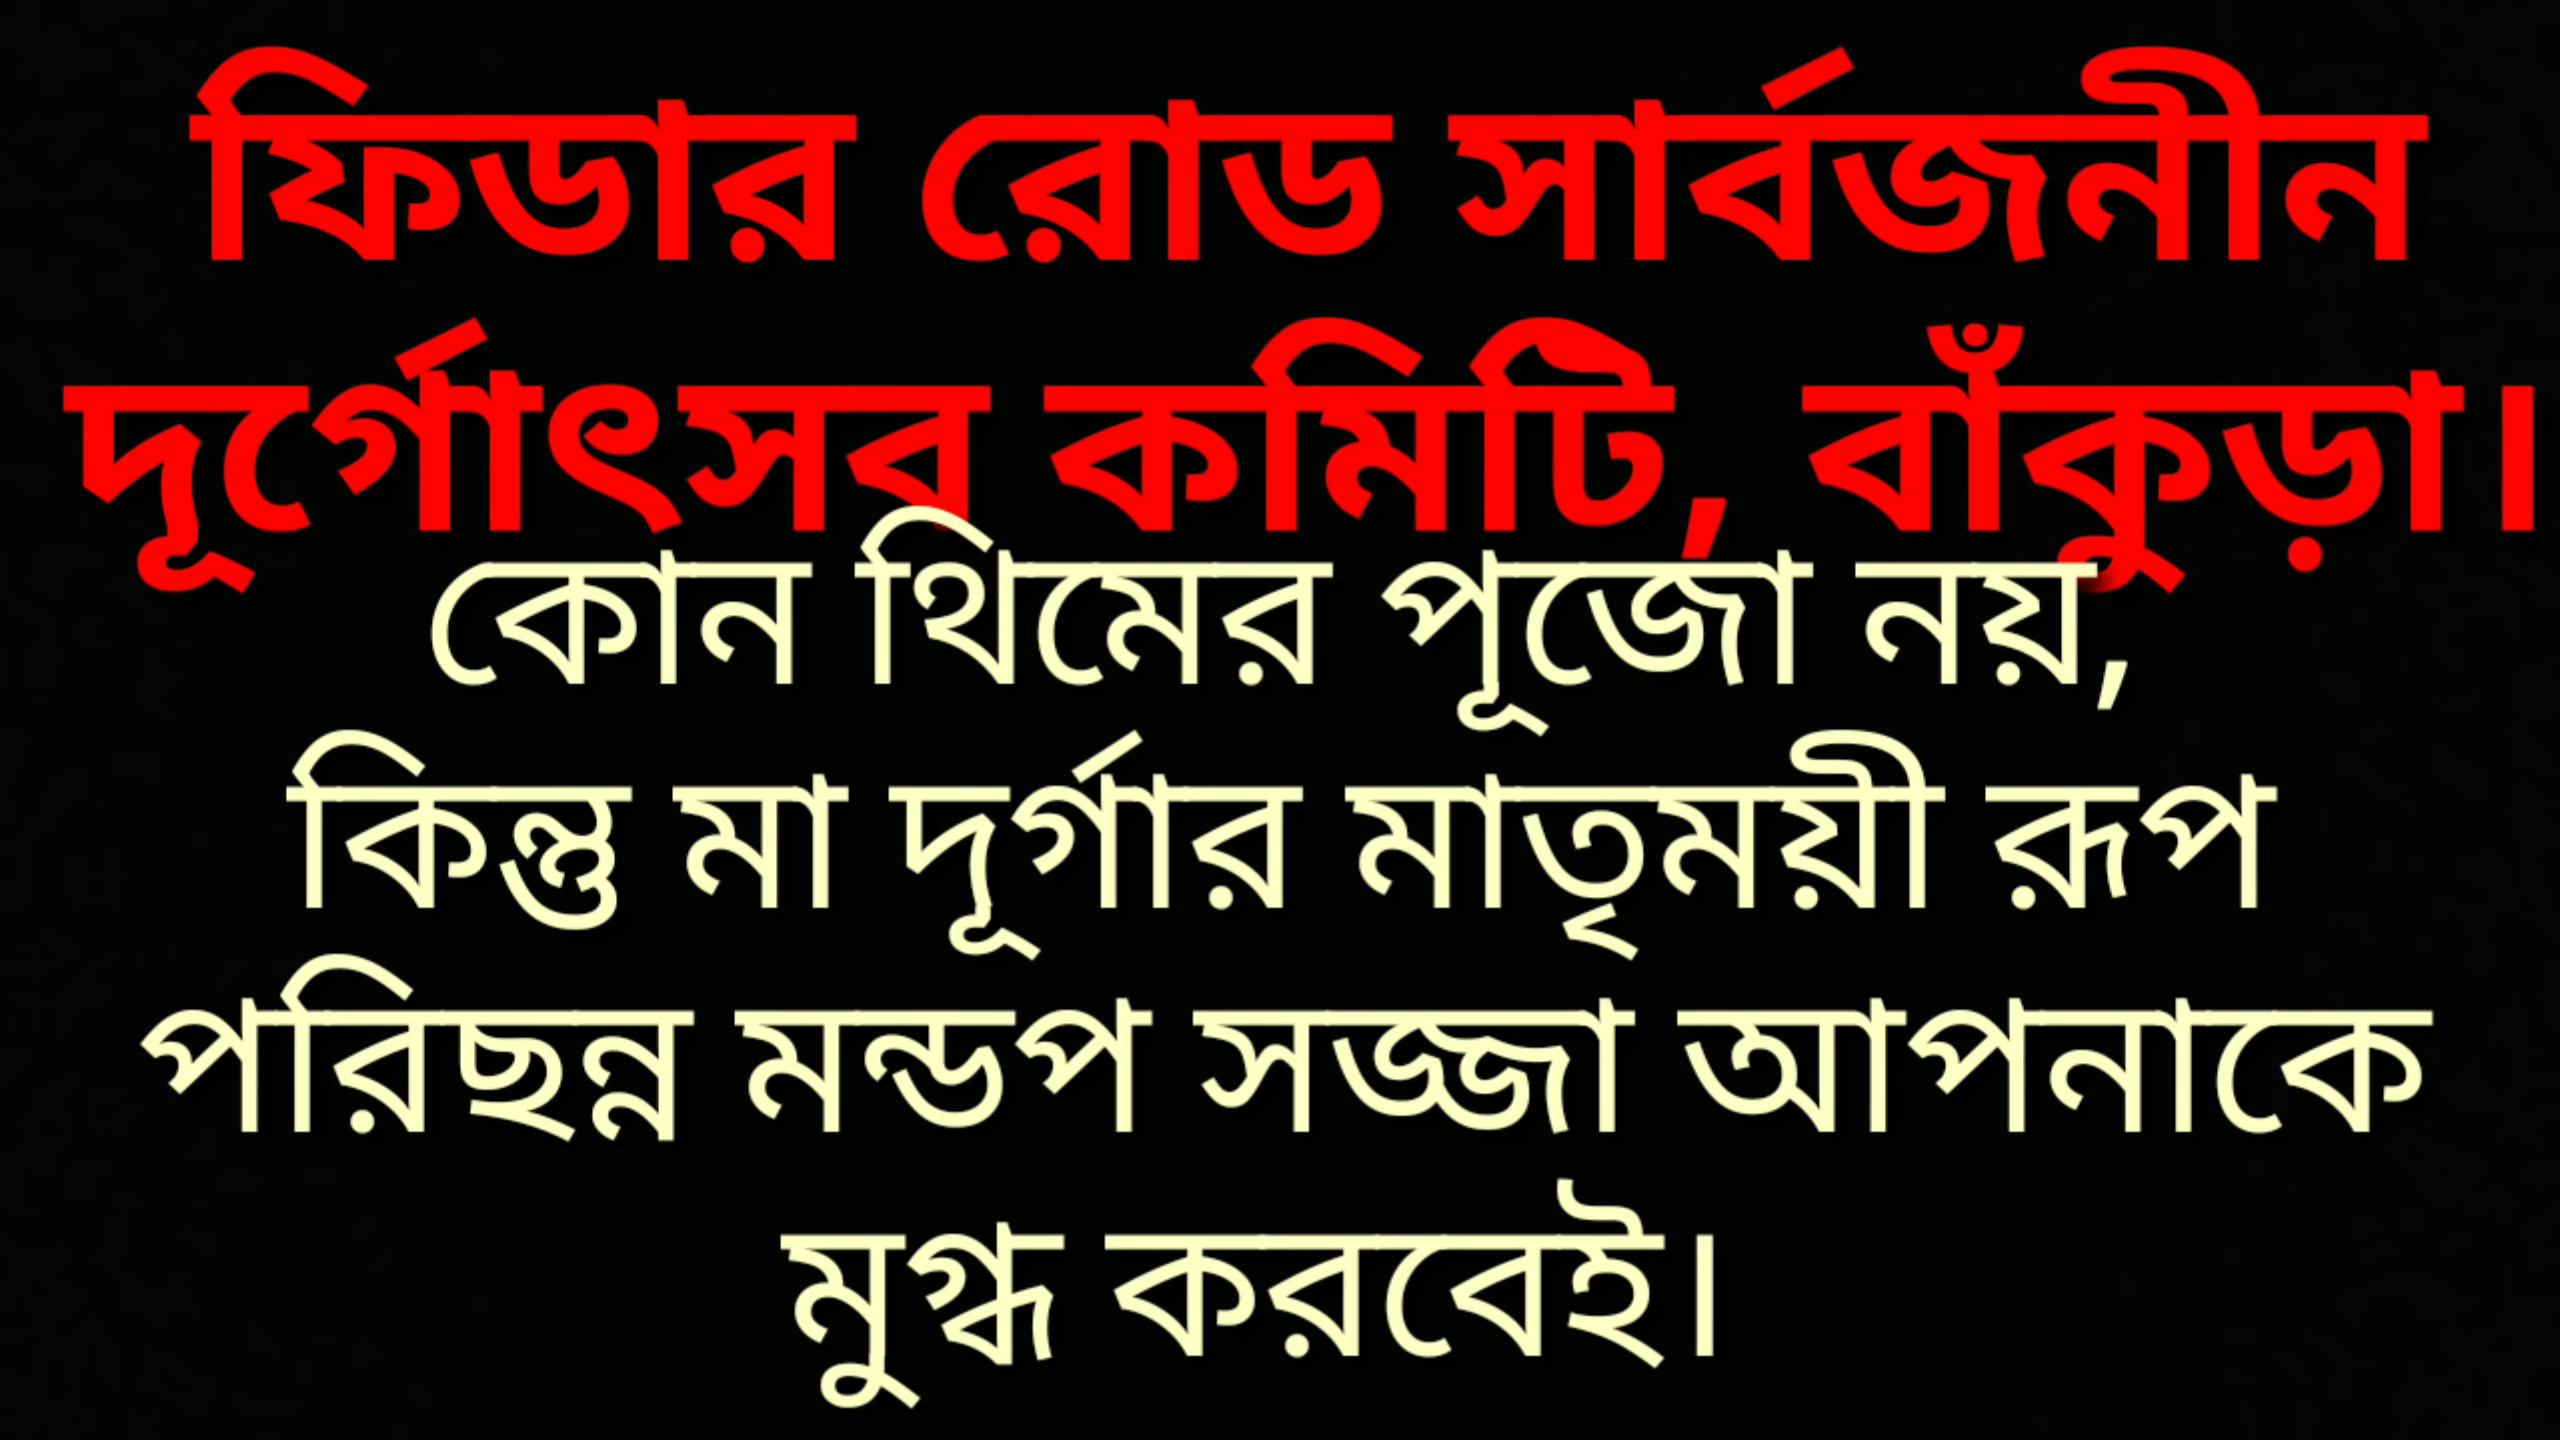 ফিডার রোড সার্বজনীন
দূর্গোৎসব কমিটি, বাঁকুড়া।
কোন থিমের পূজো নয়,
কিন্তু মা দূর্গার মাতৃময়ী রূপ
পরিছন্ন মন্ডপ সজ্জা আপনাকে
মুগ্ধ করবেই।